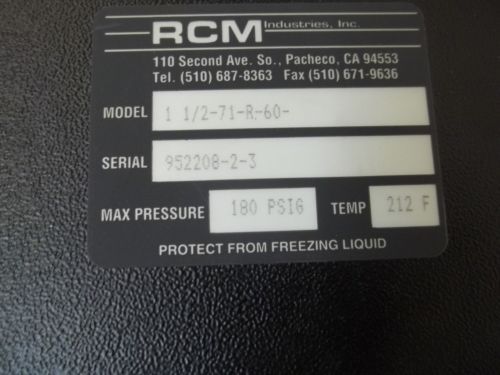 RCM Industries, Inc.
110 Second Ave. So., Pacheco, CA 94553
Tel. (510) 687-8363 Fax (510) 671-9636
MODEL 1 1/2-71-R-60-
SERIAL 952208-2-3
MAX PRESSURE 180 PSIG TEMP 212 F
PROTECT FROM FREEZING LIQUID